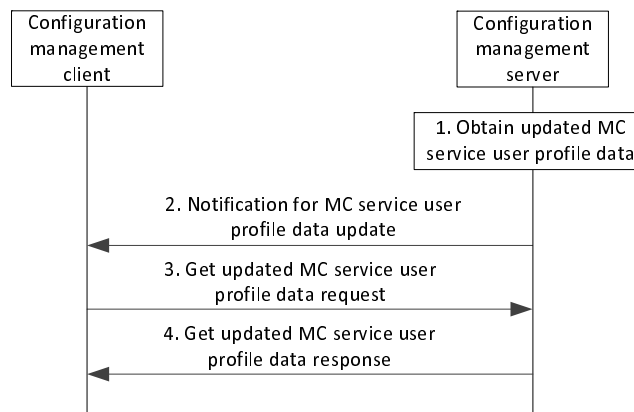 Configuration
management
client
Configuration
management
server
1. Obtain updated MC
service user profile data
2. Notification for MC service user
profile data update
3. Get updated MC service user
profile data request
4. Get updated MC service user
profile data response